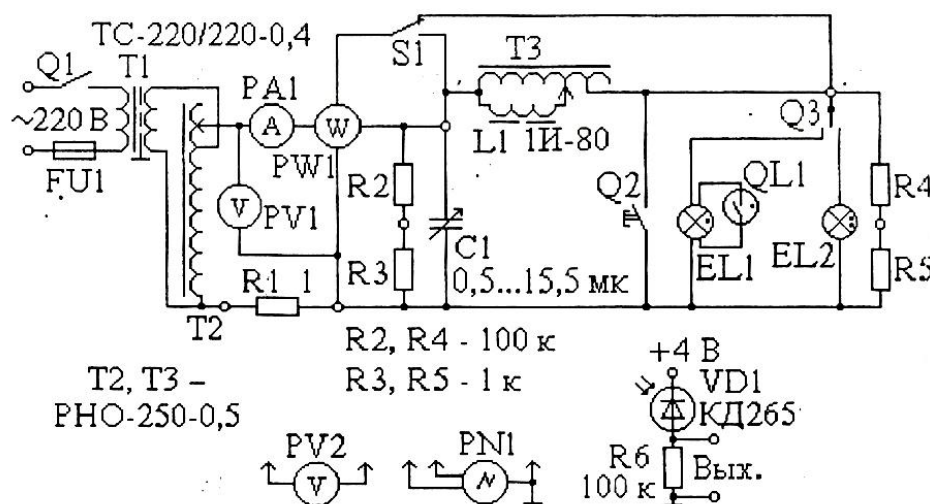 ТС-220/220-0,4
Q1
T1
~220 В
FU1
PA1
A
W
PW1
V
PV1
R1 1
T2
S1
T3
L1 1И-80
R2
R3
C1
0,5...15,5 мк
Q2
Q3
QL1
EL1
EL2
R4
R5
R2, R4 - 100 к
R3, R5 - 1 к
T2, T3 –
РНО-250-0,5
PV2
V
PN1
N
+4 В
VD1
КД265
R6
100 к
Вых.